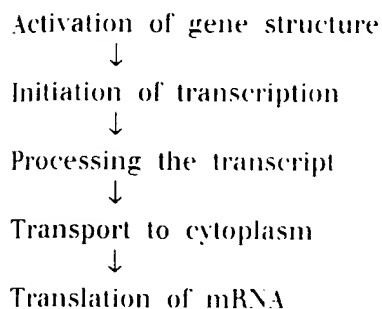 Activation of gene structure
↓
Initiation of transcription
↓
Processing the transcript
↓
Transport to cytoplasm
↓
Translation of mRNA